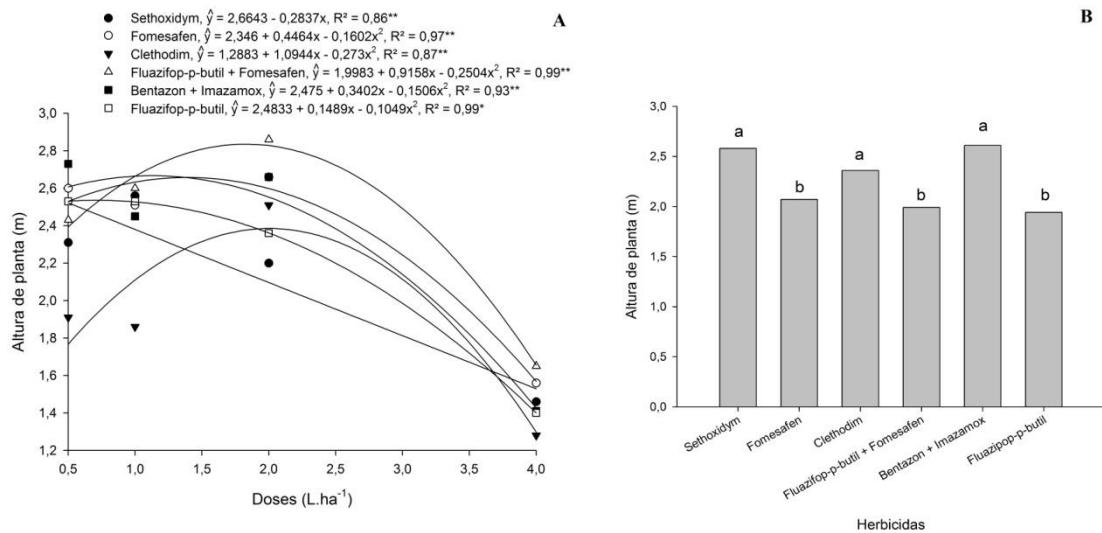 A
Sethoxidym, ŷ = 2,6643 - 0,2837x, R² = 0,86**
Fomesafen, ŷ = 2,346 + 0,4464x - 0,1602x², R² = 0,97**
Clethodim, ŷ = 1,2883 + 1,0944x - 0,273x², R² = 0,87**
Fluazifop-p-butil + Fomesafen, ŷ = 1,9983 + 0,9158x - 0,2504x², R² = 0,99**
Bentazon + Imazamox, ŷ = 2,475 + 0,3402x - 0,1506x², R² = 0,93**
Fluazifop-p-butil, ŷ = 2,4833 + 0,1489x - 0,1049x², R² = 0,99*
Altura de planta (m)
3,0
2,8
2,6
2,4
2,2
2,0
1,8
1,6
1,4
1,2
0,5 1,0 1,5 2,0 2,5 3,0 3,5 4,0
Doses (L.ha⁻¹)
B
Altura de planta (m)
3,0
2,5
2,0
1,5
1,0
0,5
0,0
a b a b a b
Sethoxidym
Fomesafen
Clethodim
Fluazifop-p-butil + Fomesafen
Bentazon + Imazamox
Fluazipop-p-butil
Herbicidas